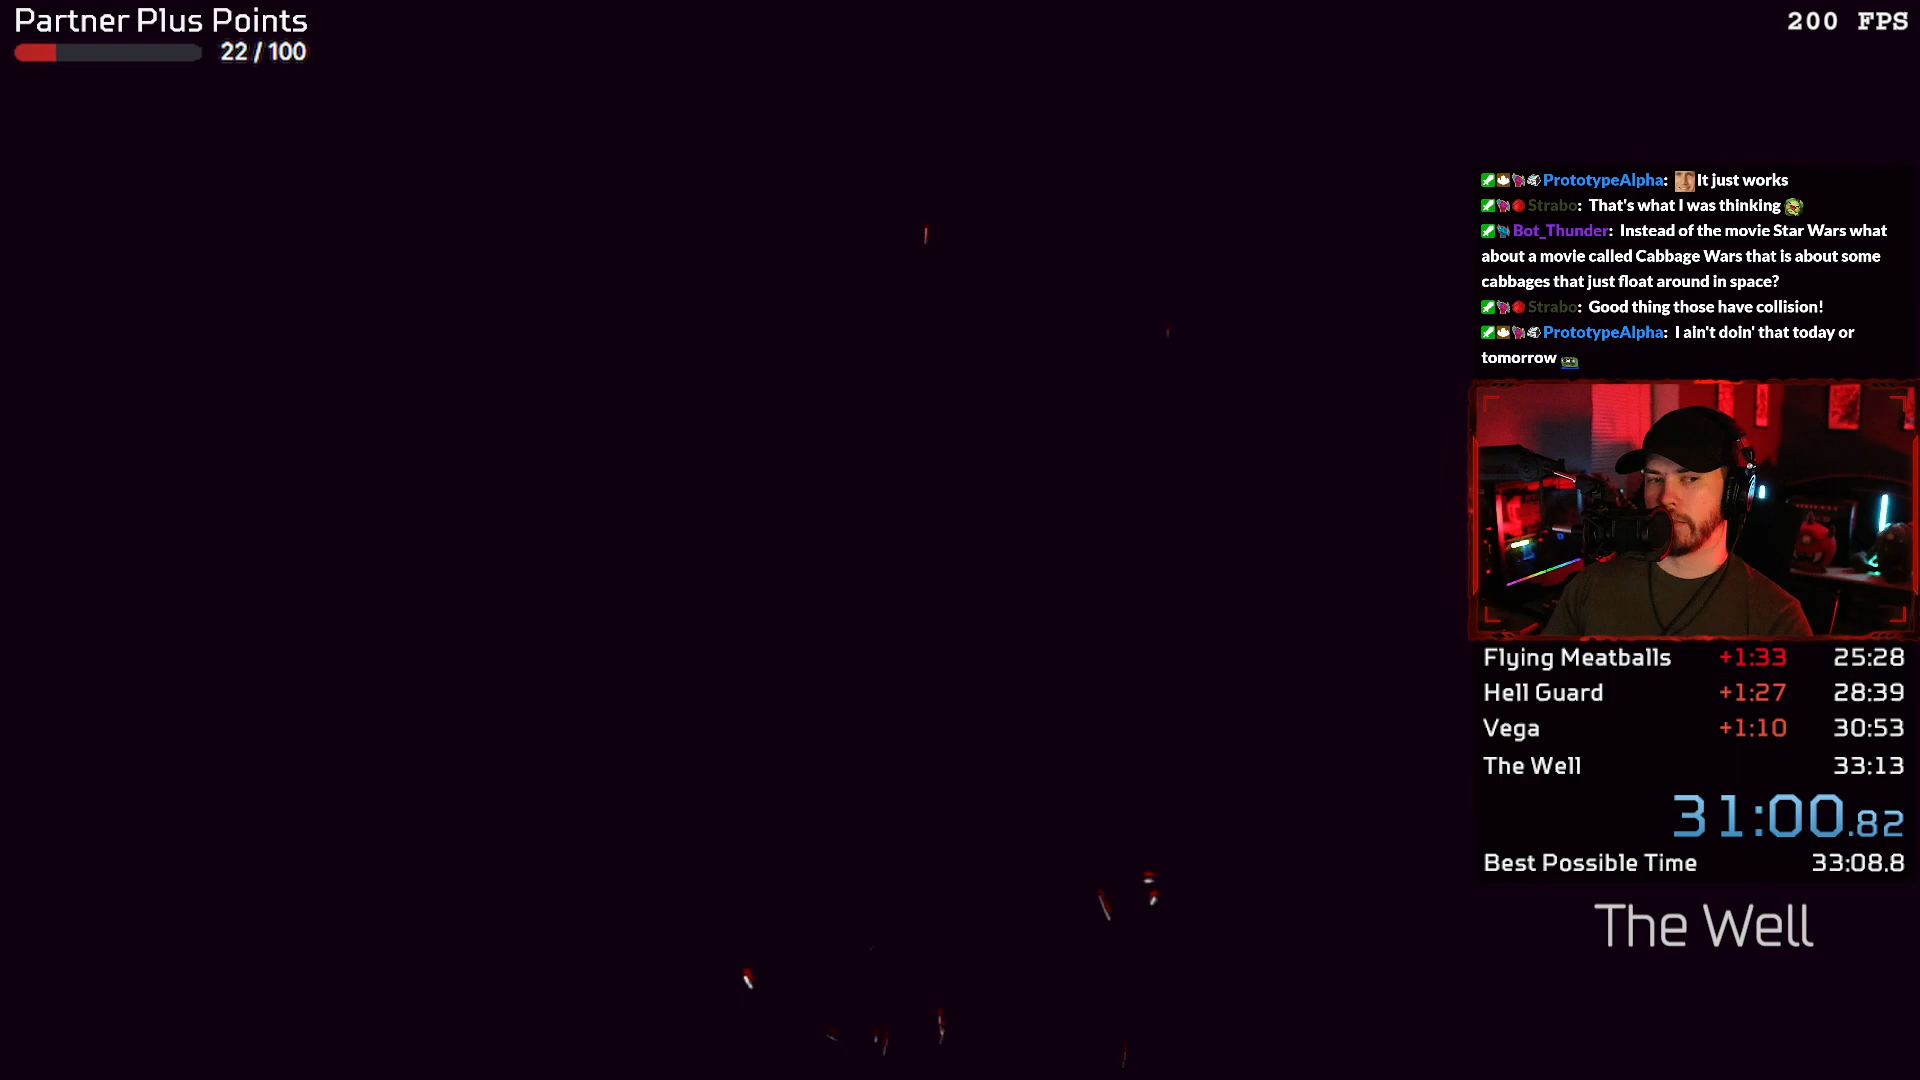 Partner Plus Points
22 / 100
200 FPS
PrototypeAlpha: It just works
Strabo: That's what I was thinking
Bot_Thunder: Instead of the movie Star Wars what
about a movie called Cabbage Wars that is about some
cabbages that just float around in space?
Strabo: Good thing those have collision!
PrototypeAlpha: I ain't doin' that today or
tomorrow
Flying Meatballs +1:33 25:28
Hell Guard +1:27 28:39
Vega +1:10 30:53
The Well 33:13
31:00.82
Best Possible Time 33:08.8
The Well